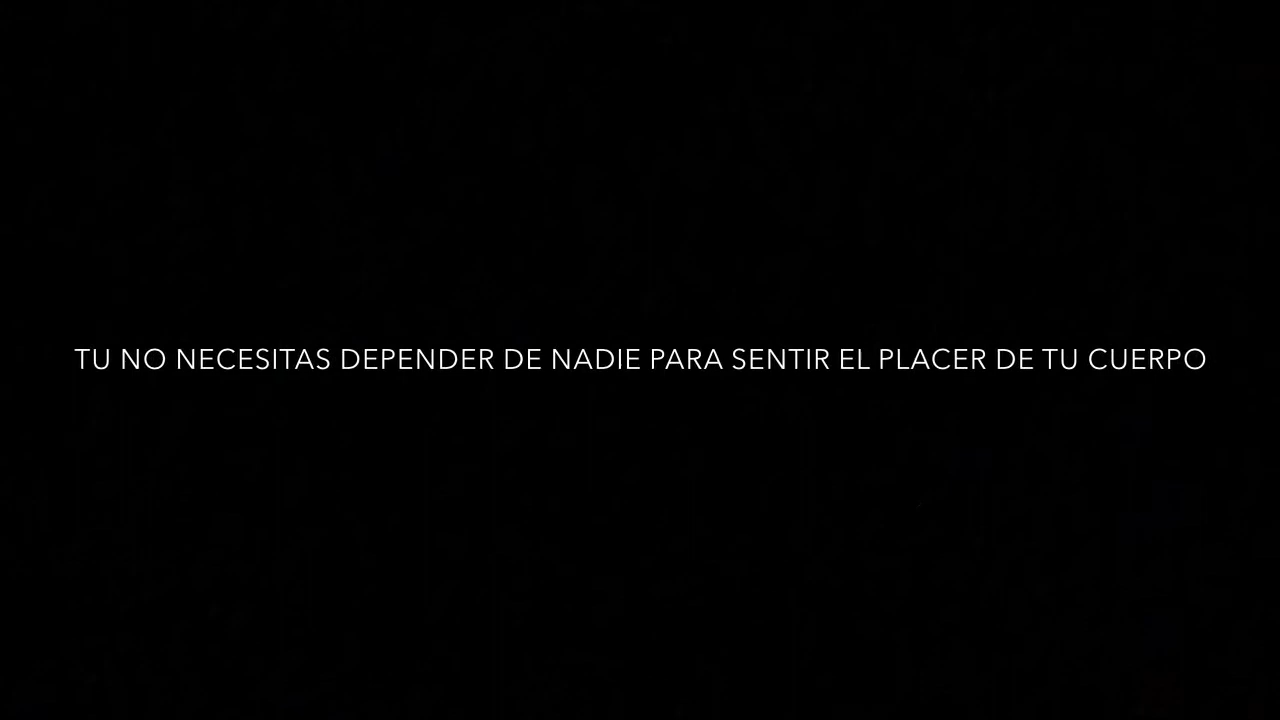 TU NO NECESITAS DEPENDER DE NADIE PARA SENTIR EL PLACER DE TU CUERPO